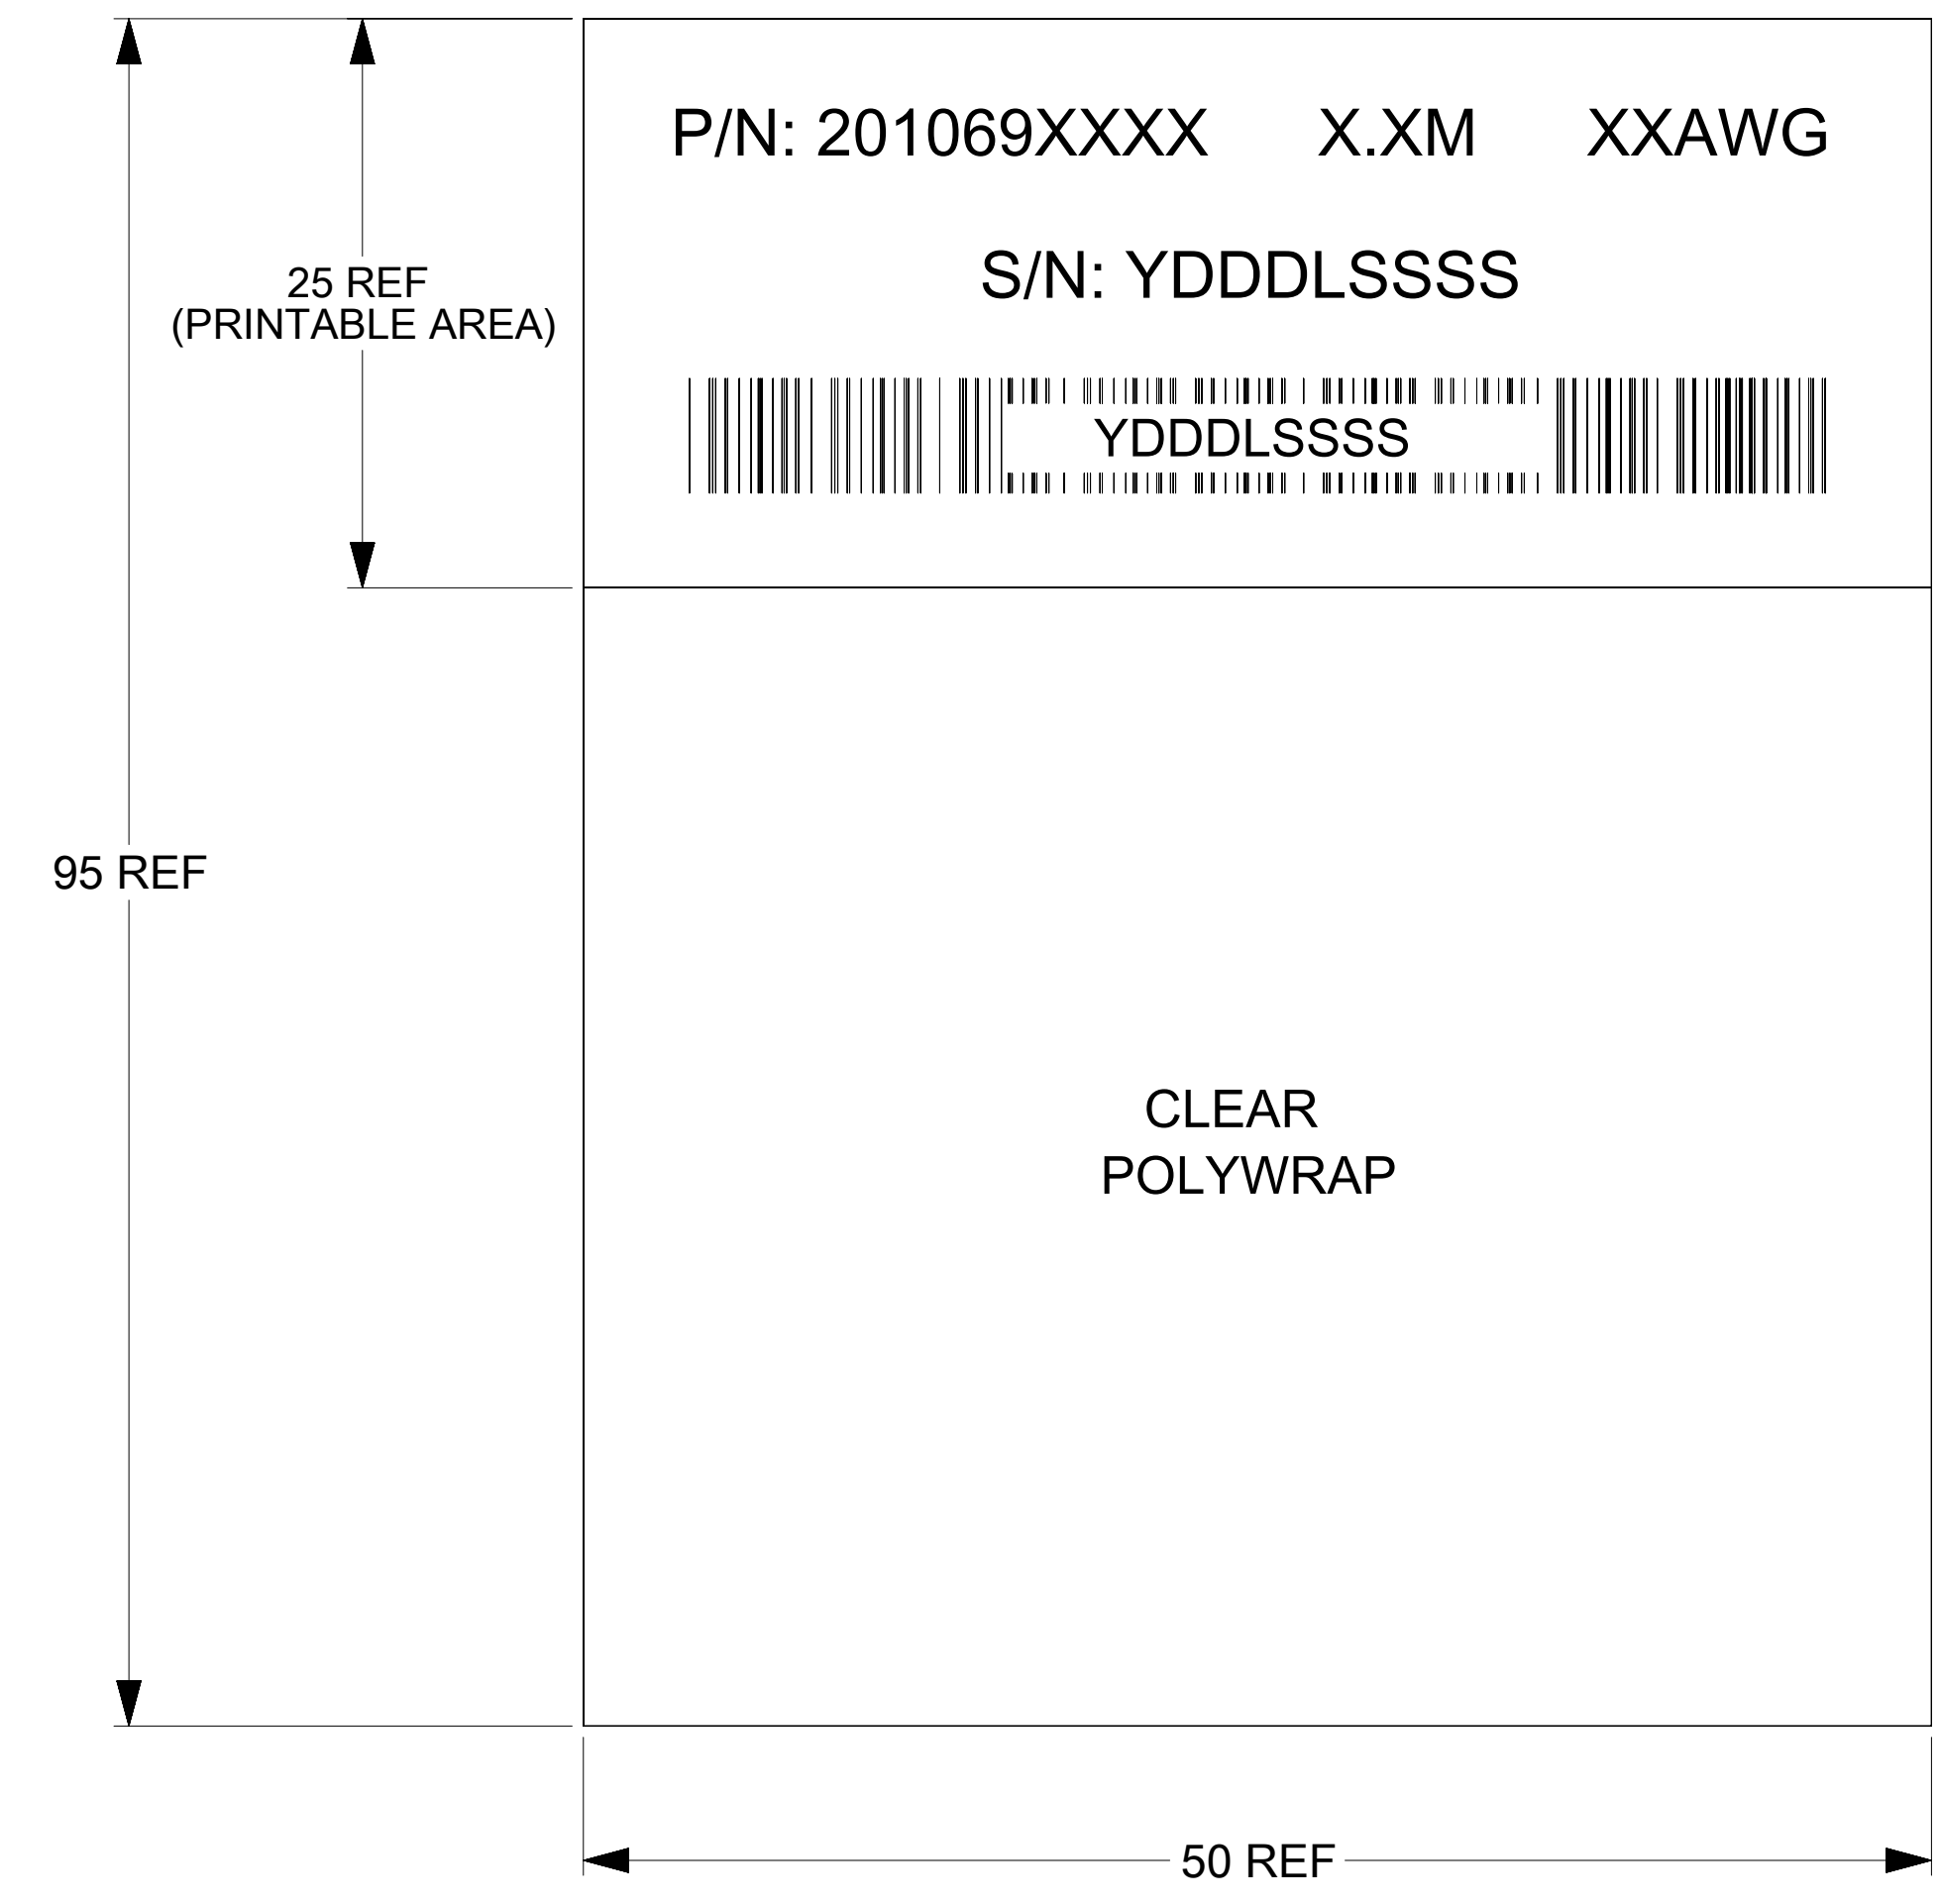 P/N: 201069XXXX X.XM XXAWG
S/N: YDDDLSSSS
25 REF
(PRINTABLE AREA)
YDDDLSSSS
95 REF
CLEAR
POLYWRAP
50 REF